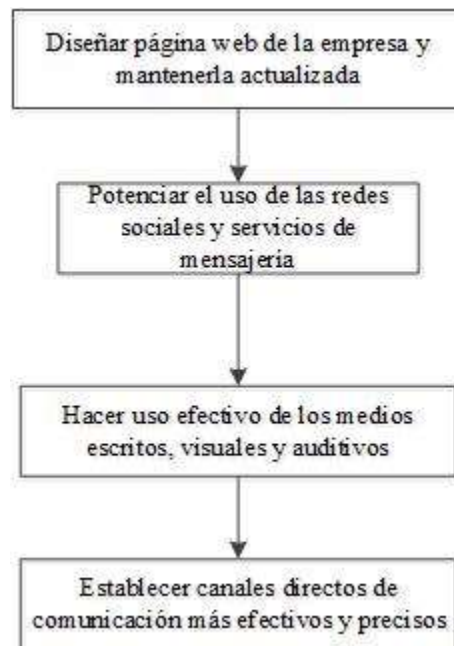 Diseñar página web de la empresa y
mantenerla actualizada
Potenciar el uso de las redes
sociales y servicios de
mensajería
Hacer uso efectivo de los medios
escritos, visuales y auditivos
Establecer canales directos de
comunicación más efectivos y precisos